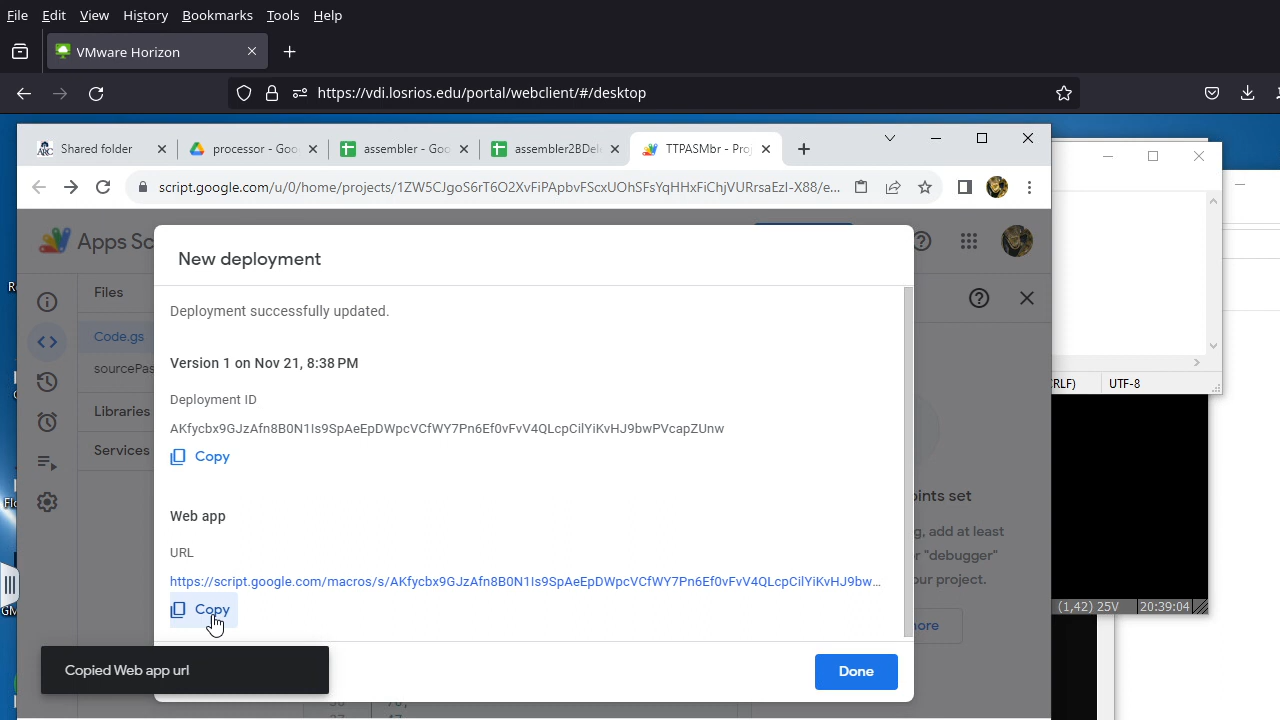 File Edit View History Bookmarks Tools Help
VMware Horizon
https://vdi.losrios.edu/portal/webclient/#/desktop
Shared folder
processor - Goo
assembler - Goo
assembler2BDel
TTPASMbr - Proj
script.google.com/u/0/home/projects/1ZW5CJgoS6rT6O2XvFiPApbvFScxUOhSFsYqHHxFiChjVURrsaEzI-X88/e...
Apps Sc
New deployment
Files
Deployment successfully updated.
Code.gs
Version 1 on Nov 21, 8:38 PM
sourcePas
Deployment ID
Libraries
AKfycbx9GJzAfn8B0N1Is9SpAeEpDWpcVCfWY7Pn6Ef0vFvV4QLcpCilYiKvHJ9bwPVcapZUnw
Services
Copy
Web app
URL
https://script.google.com/macros/s/AKfycbx9GJzAfn8B0N1Is9SpAeEpDWpcVCfWY7Pn6Ef0vFvV4QLcpCilYiKvHJ9bw...
Copy
Copied Web app url
Done
oints set
g, add at least
r "debugger"
our project.
ore
RLF) UTF-8
(1,42) 25V 20:39:04